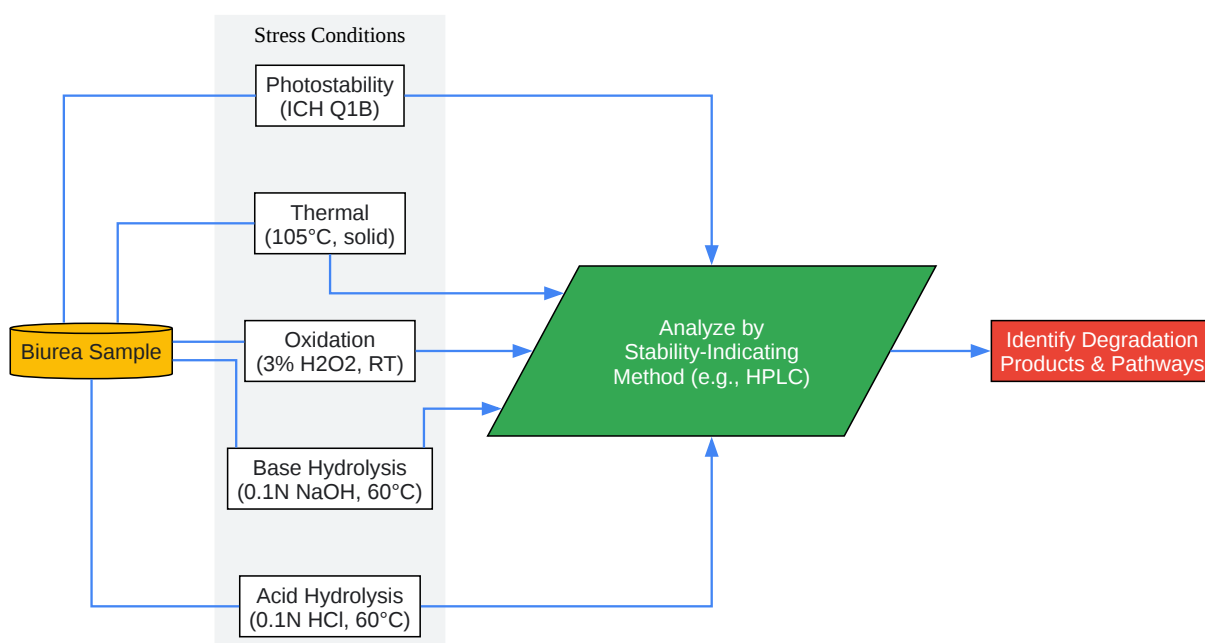 Stress Conditions
Photostability
(ICH Q1B)
Thermal
(105°C, solid)
Biurea Sample
Oxidation
(3% H2O2, RT)
Base Hydrolysis
(0.1N NaOH, 60°C)
Acid Hydrolysis
(0.1N HCl, 60°C)
Analyze by
Stability-Indicating
Method (e.g., HPLC)
Identify Degradation
Products & Pathways